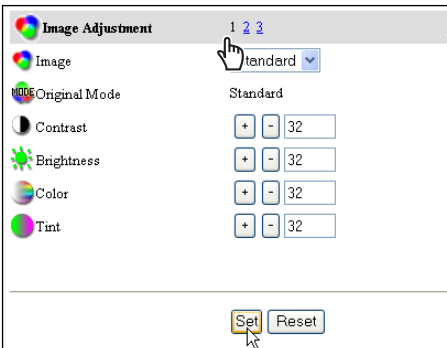 Image Adjustment 1 2 3
Image tandard
MODE Original Mode Standard
Contrast + - 32
Brightness + - 32
Color + - 32
Tint + - 32
Set Reset